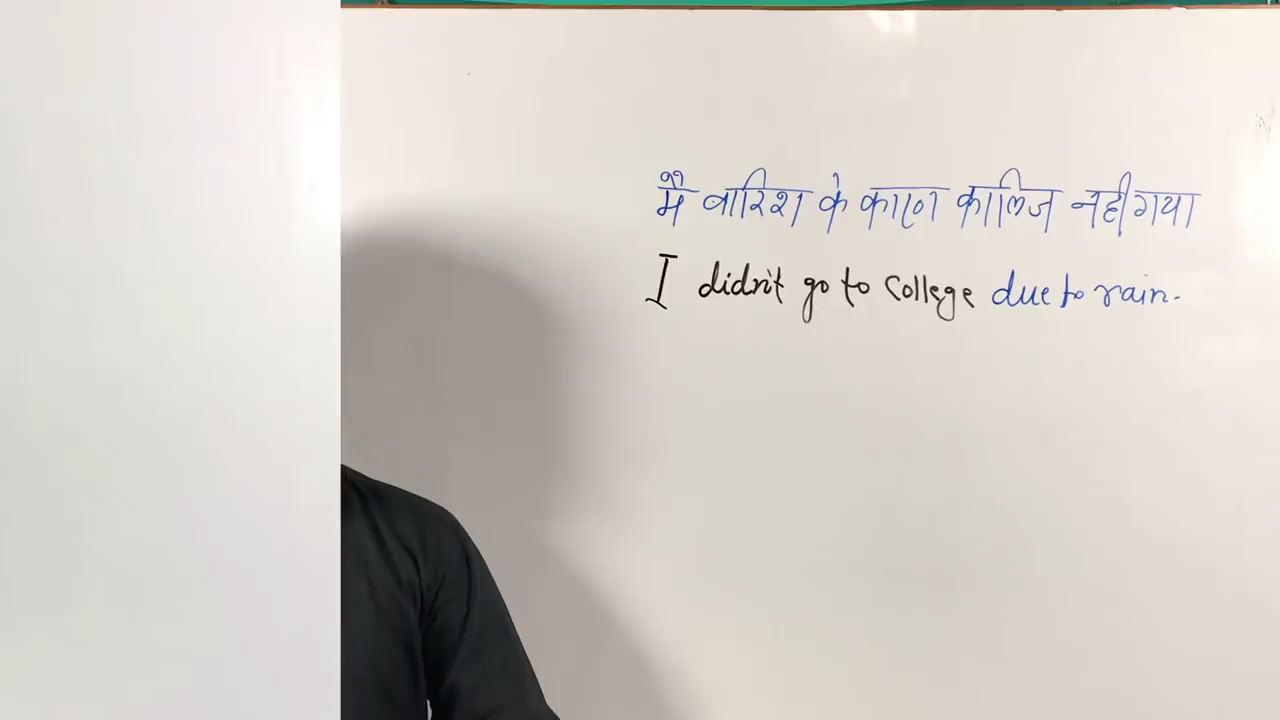 मैं बारिश के कारण कालिज नही गया
I didn't go to College due to rain.